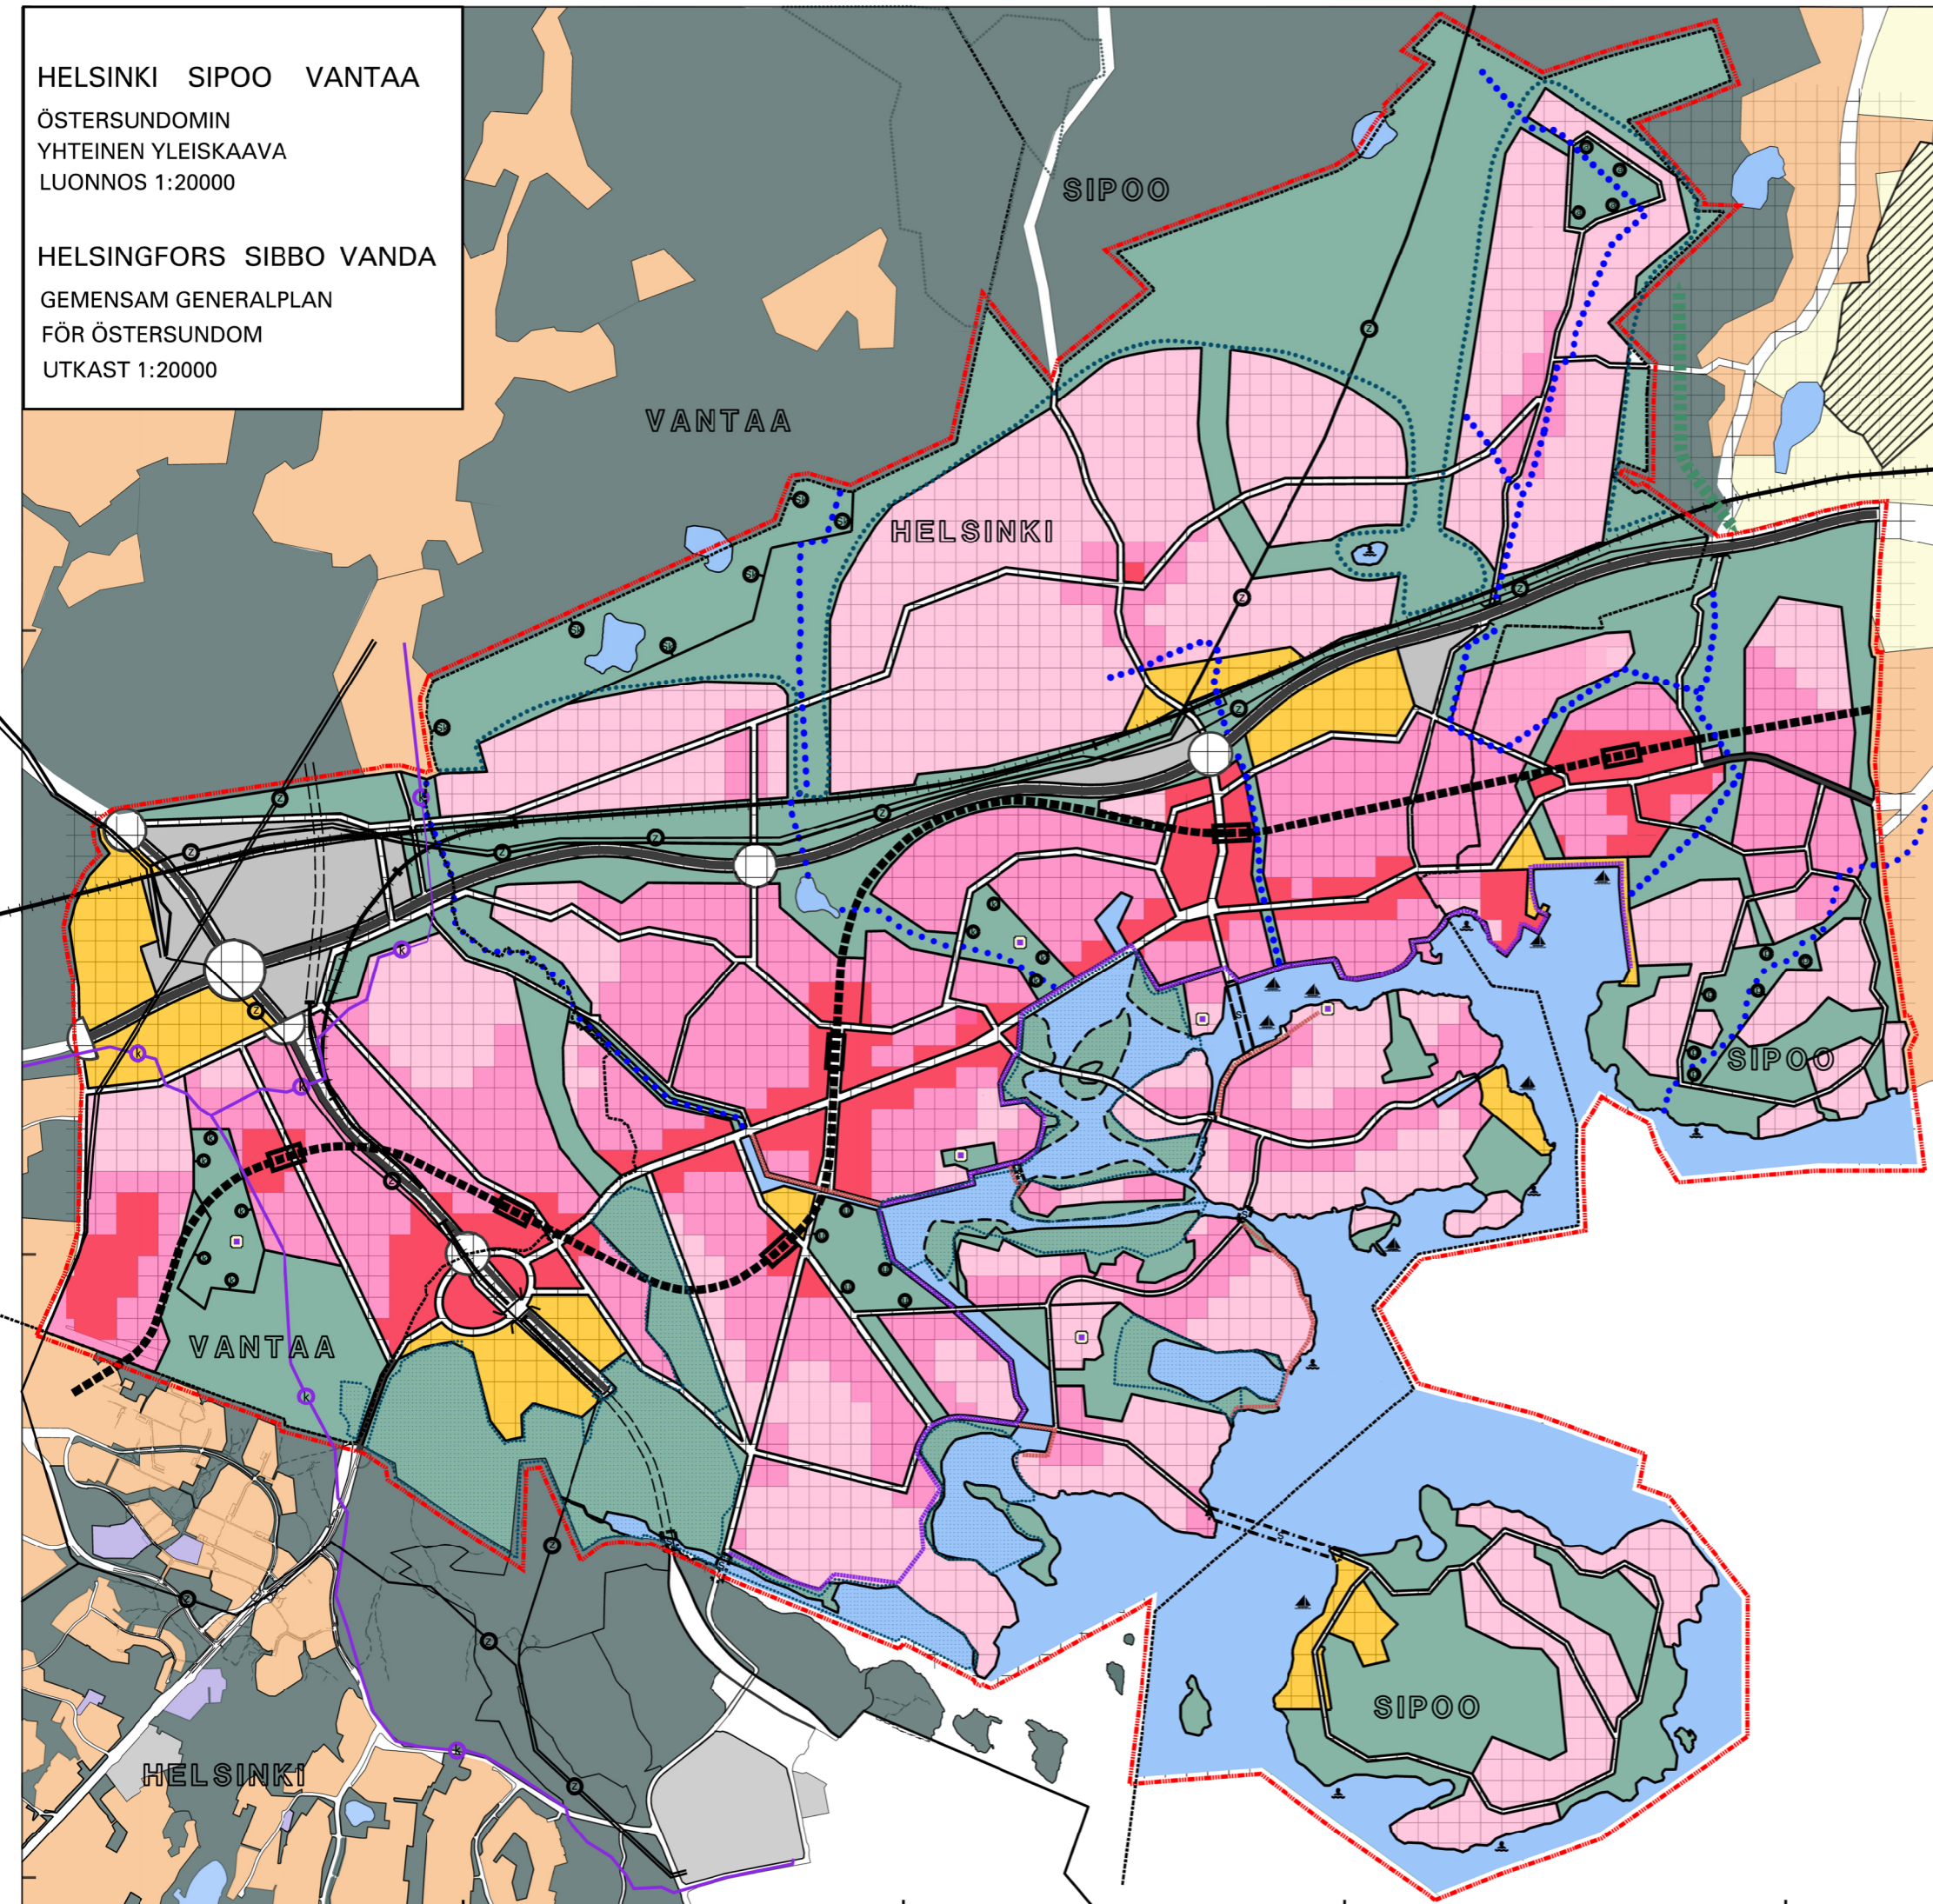 HELSINKI SIPOO VANTAA
ÖSTERSUNDOMIN
YHTEINEN YLEISKAAVA
LUONNOS 1:20000
HELSINGFORS SIBBO VANDA
GEMENSAM GENERALPLAN
FÖR ÖSTERSUNDOM
UTKAST 1:20000
SIPOO
VANTAA
HELSINKI
SIPOO
VANTAA
SIPOO
HELSINKI